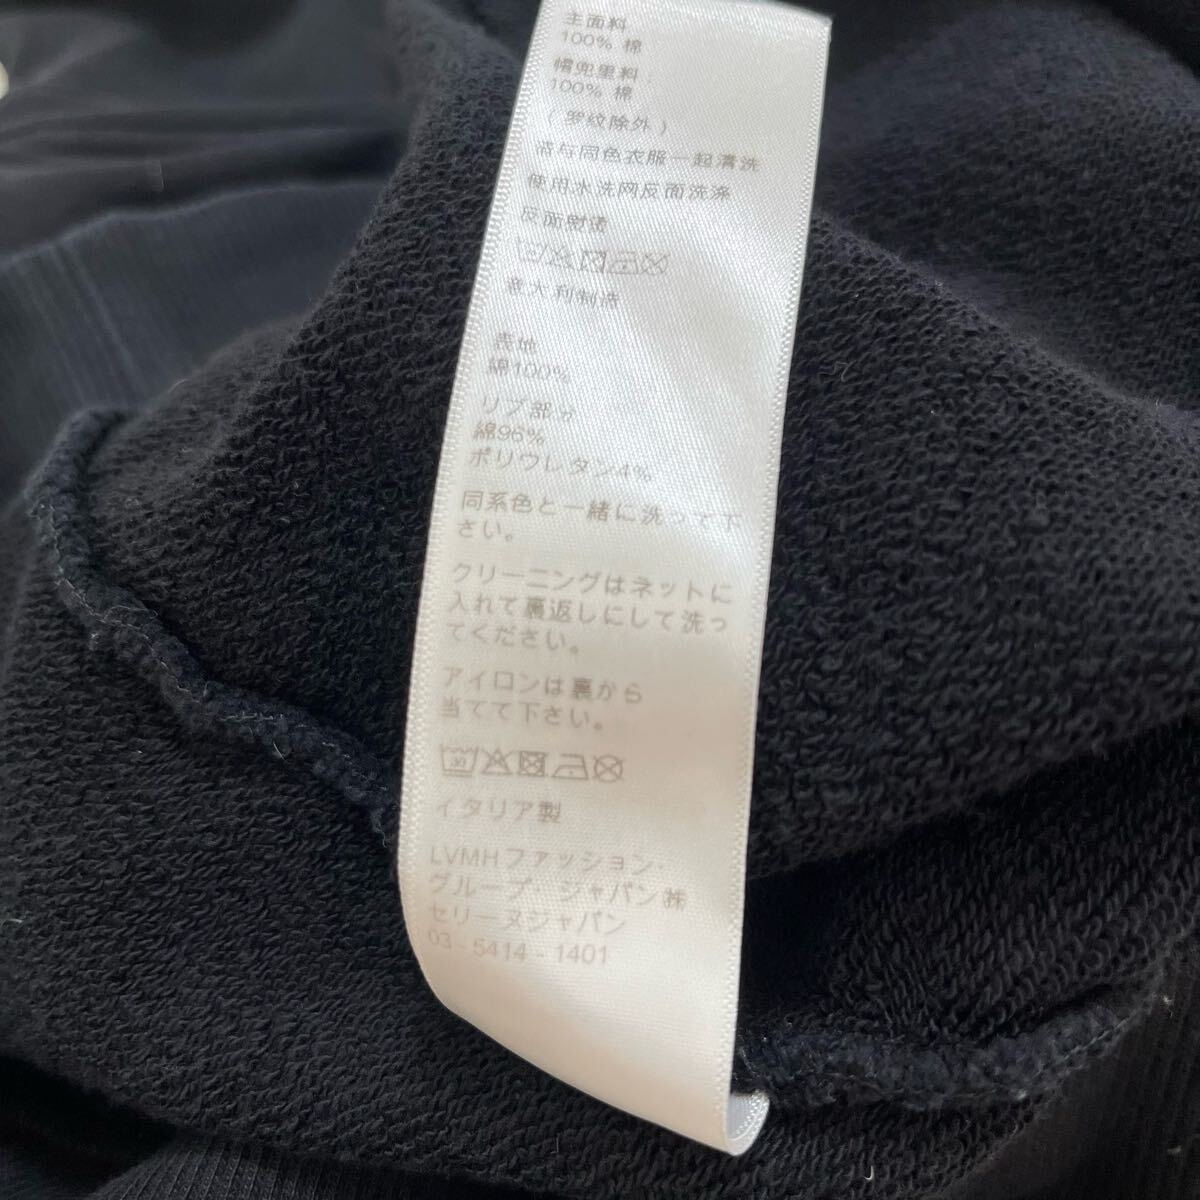 主面料
100% 棉
帽兜里料：
100% 棉
（ 罗纹除外 ）
请与同色衣服一起清洗
使用水洗网反面洗涤
反面熨烫
意大利制造
表地
綿100%
リブ部分
綿96%
ポリウレタン4%
同系色と一緒に洗って下
さい。
クリーニングはネットに
入れて裏返しにして洗っ
てください。
アイロンは裏から
当てて下さい。
30
イタリア製
LVMHファッション・
グループ・ジャパン㈱
セリーヌジャパン
03-5414-1401